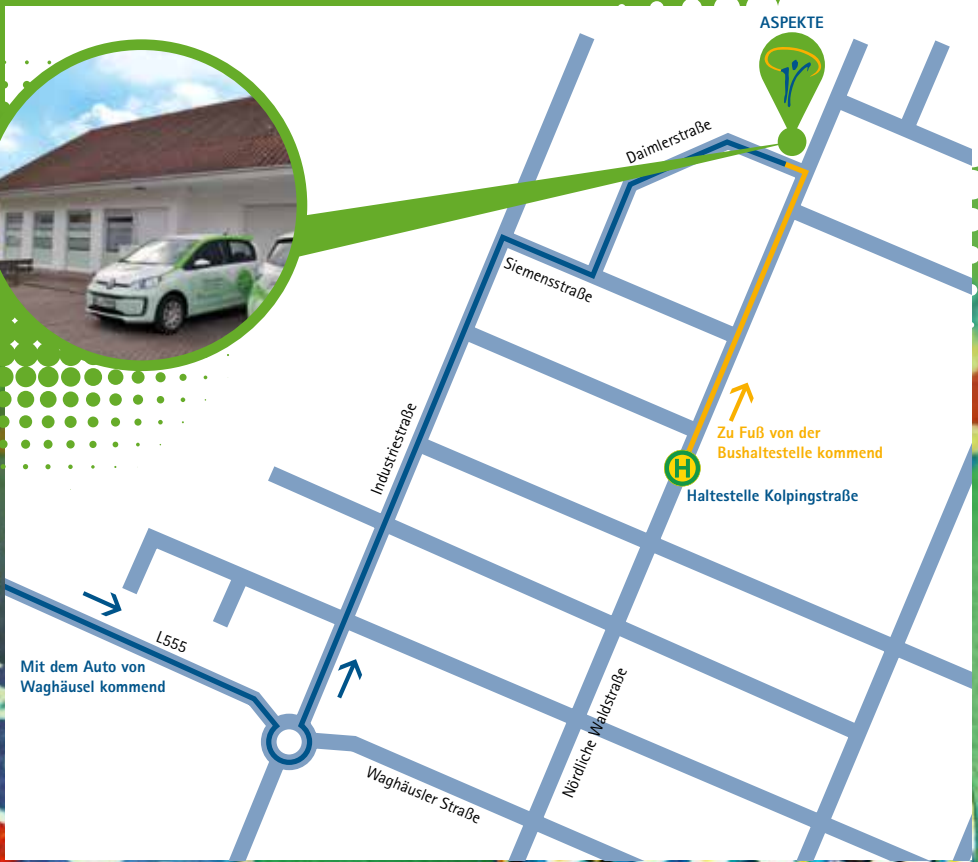 ASPEKTE
Daimlerstraße
Siemensstraße
Industriestraße
Zu Fuß von der
Bushaltestelle kommend
H
Haltestelle Kolpingstraße
L555
Mit dem Auto von
Waghäusel kommend
Nördliche Waldstraße
Waghäusler Straße